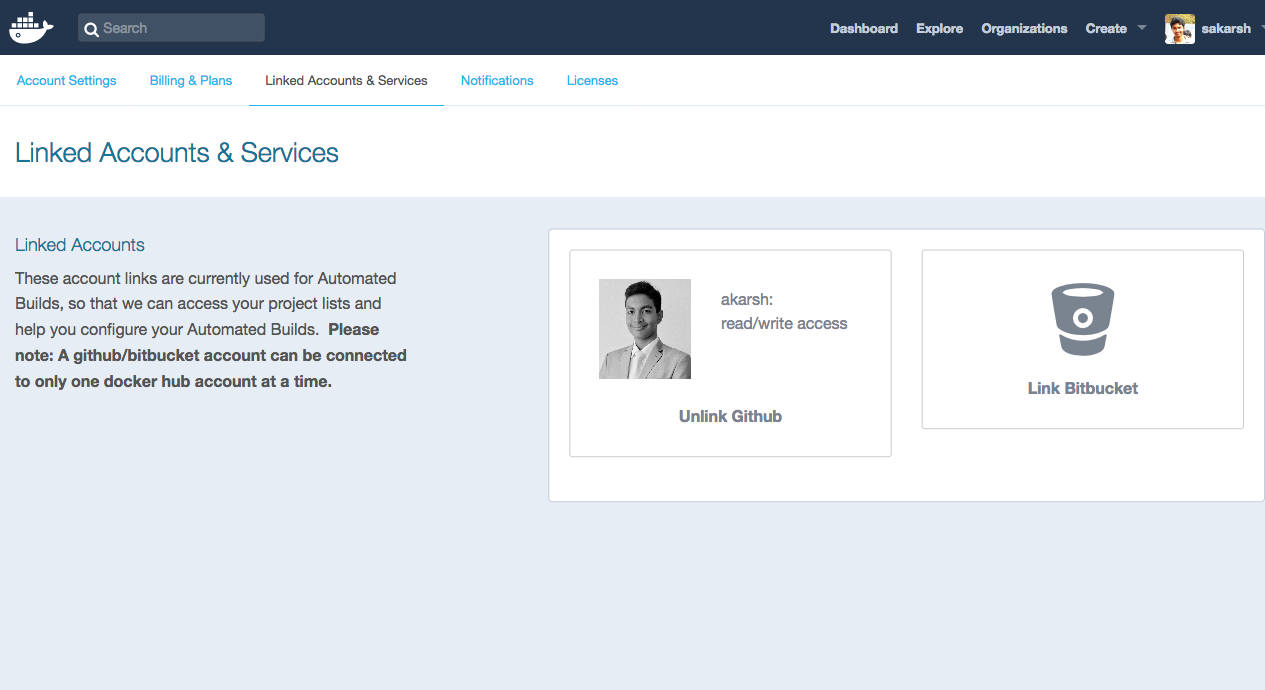 Search
Dashboard Explore Organizations Create sakarsh
Account Settings Billing & Plans Linked Accounts & Services Notifications Licenses
Linked Accounts & Services
Linked Accounts
These account links are currently used for Automated
Builds, so that we can access your project lists and
help you configure your Automated Builds. Please
note: A github/bitbucket account can be connected
to only one docker hub account at a time.
akarsh:
read/write access
Unlink Github
Link Bitbucket